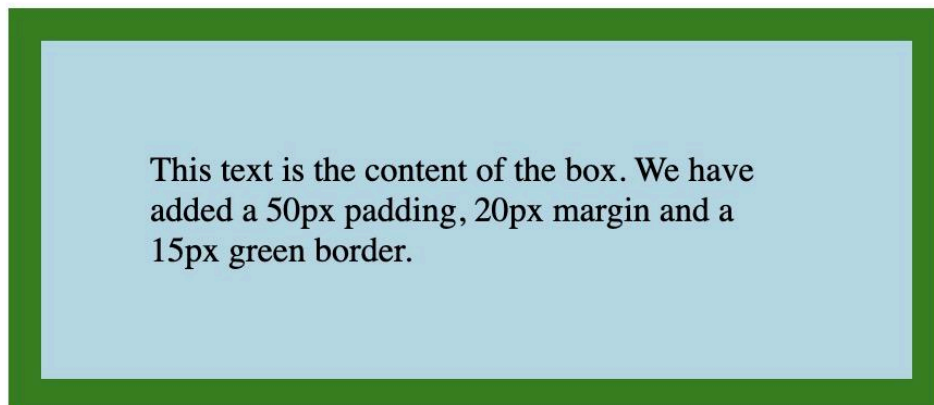 This text is the content of the box. We have
added a 50px padding, 20px margin and a
15px green border.